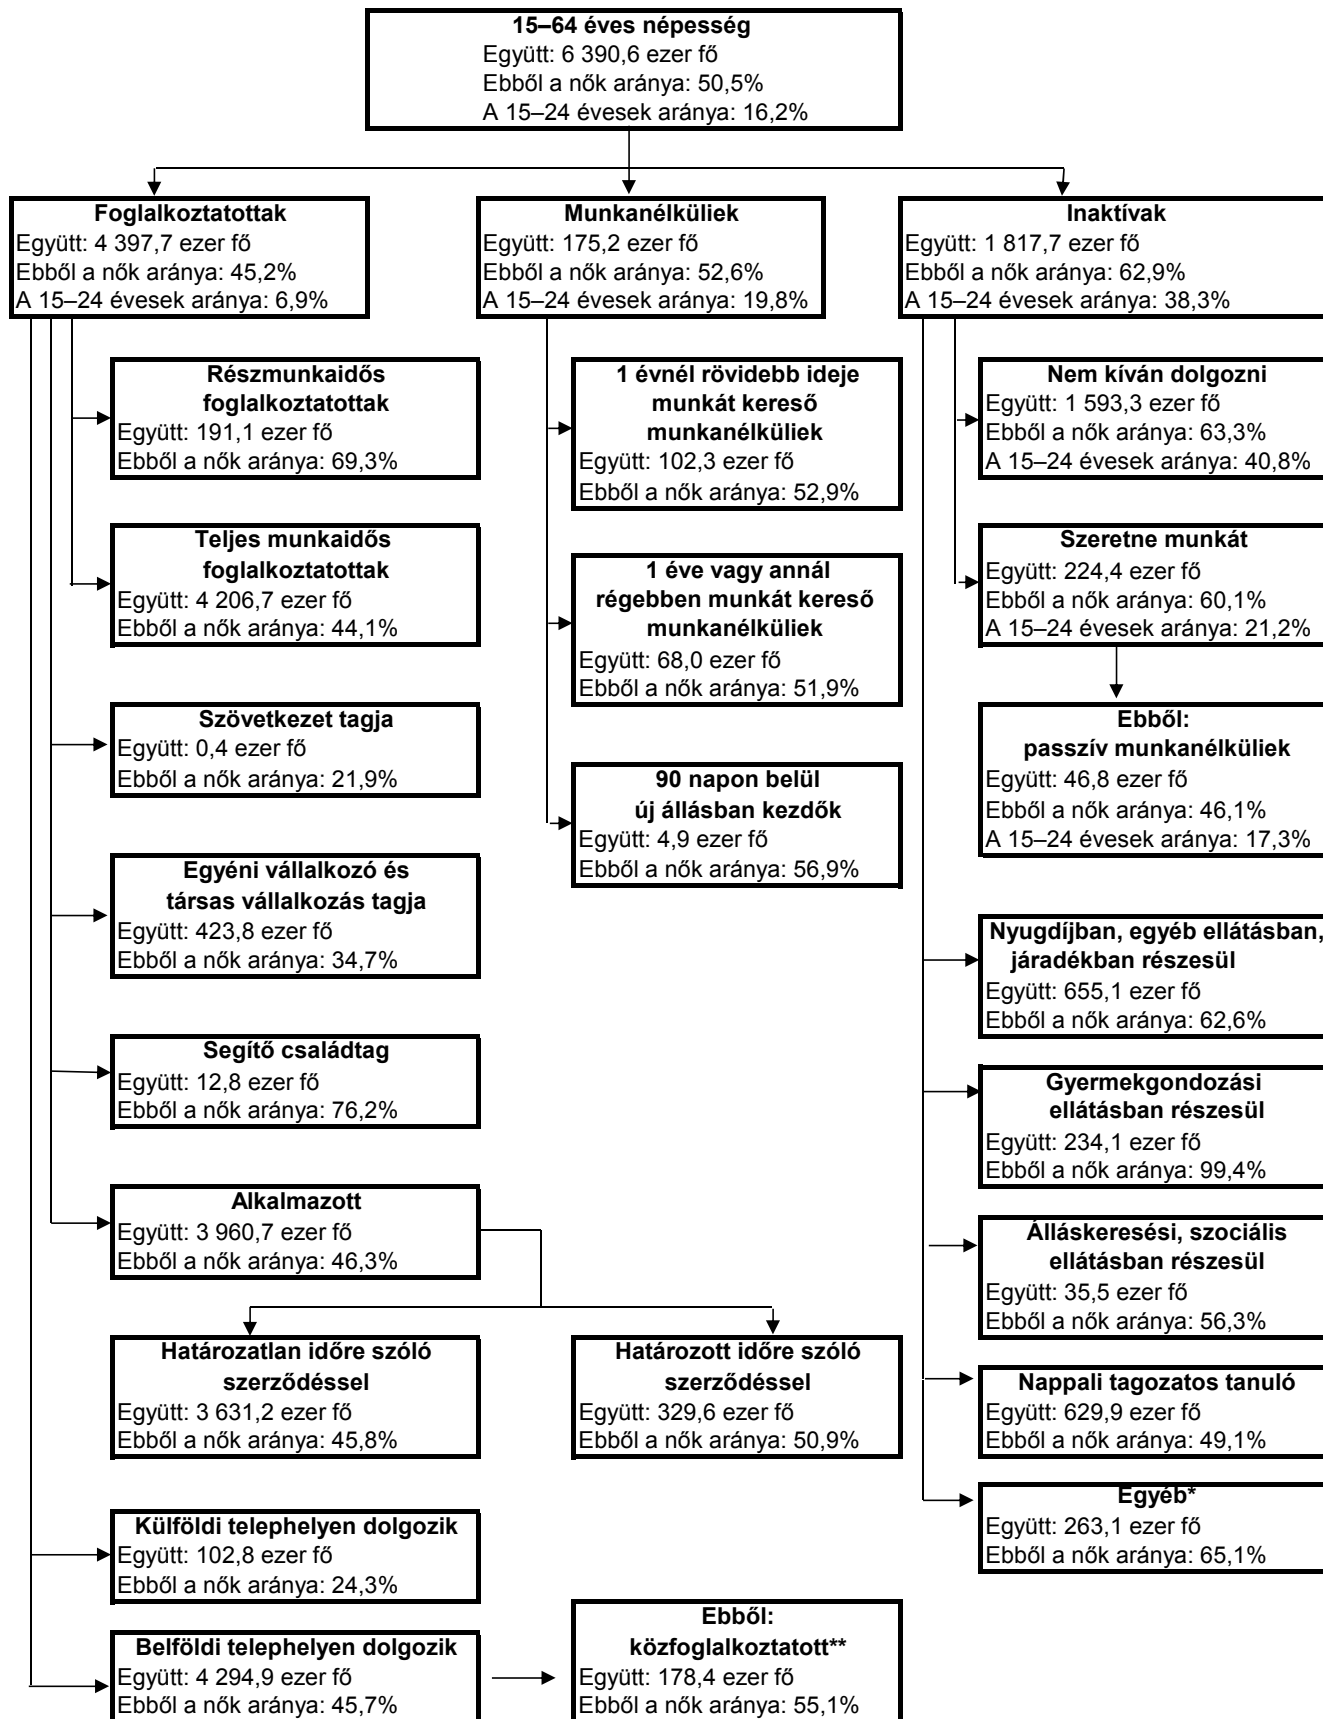 15–64 éves népesség
Együtt: 6 390,6 ezer fő
Ebből a nők aránya: 50,5%
A 15–24 évesek aránya: 16,2%
Foglalkoztatottak
Együtt: 4 397,7 ezer fő
Ebből a nők aránya: 45,2%
A 15–24 évesek aránya: 6,9%
Munkanélküliek
Együtt: 175,2 ezer fő
Ebből a nők aránya: 52,6%
A 15–24 évesek aránya: 19,8%
Inaktívak
Együtt: 1 817,7 ezer fő
Ebből a nők aránya: 62,9%
A 15–24 évesek aránya: 38,3%
Részmunkaidős
foglalkoztatottak
Együtt: 191,1 ezer fő
Ebből a nők aránya: 69,3%
Teljes munkaidős
foglalkoztatottak
Együtt: 4 206,7 ezer fő
Ebből a nők aránya: 44,1%
Szövetkezet tagja
Együtt: 0,4 ezer fő
Ebből a nők aránya: 21,9%
Egyéni vállalkozó és
társas vállalkozás tagja
Együtt: 423,8 ezer fő
Ebből a nők aránya: 34,7%
Segítő családtag
Együtt: 12,8 ezer fő
Ebből a nők aránya: 76,2%
Alkalmazott
Együtt: 3 960,7 ezer fő
Ebből a nők aránya: 46,3%
Határozatlan időre szóló
szerződéssel
Együtt: 3 631,2 ezer fő
Ebből a nők aránya: 45,8%
Határozott időre szóló
szerződéssel
Együtt: 329,6 ezer fő
Ebből a nők aránya: 50,9%
Külföldi telephelyen dolgozik
Együtt: 102,8 ezer fő
Ebből a nők aránya: 24,3%
Belföldi telephelyen dolgozik
Együtt: 4 294,9 ezer fő
Ebből a nők aránya: 45,7%
Ebből:
közfoglalkoztatott**
Együtt: 178,4 ezer fő
Ebből a nők aránya: 55,1%
1 évnél rövidebb ideje
munkát kereső
munkanélküliek
Együtt: 102,3 ezer fő
Ebből a nők aránya: 52,9%
1 éve vagy annál
régebben munkát kereső
munkanélküliek
Együtt: 68,0 ezer fő
Ebből a nők aránya: 51,9%
90 napon belül
új állásban kezdők
Együtt: 4,9 ezer fő
Ebből a nők aránya: 56,9%
Nem kíván dolgozni
Együtt: 1 593,3 ezer fő
Ebből a nők aránya: 63,3%
A 15–24 évesek aránya: 40,8%
Szeretne munkát
Együtt: 224,4 ezer fő
Ebből a nők aránya: 60,1%
A 15–24 évesek aránya: 21,2%
Ebből:
passzív munkanélküliek
Együtt: 46,8 ezer fő
Ebből a nők aránya: 46,1%
A 15–24 évesek aránya: 17,3%
Nyugdíjban, egyéb ellátásban,
járadékban részesül
Együtt: 655,1 ezer fő
Ebből a nők aránya: 62,6%
Gyermekgondozási
ellátásban részesül
Együtt: 234,1 ezer fő
Ebből a nők aránya: 99,4%
Álláskeresési, szociális
ellátásban részesül
Együtt: 35,5 ezer fő
Ebből a nők aránya: 56,3%
Nappali tagozatos tanuló
Együtt: 629,9 ezer fő
Ebből a nők aránya: 49,1%
Egyéb*
Együtt: 263,1 ezer fő
Ebből a nők aránya: 65,1%